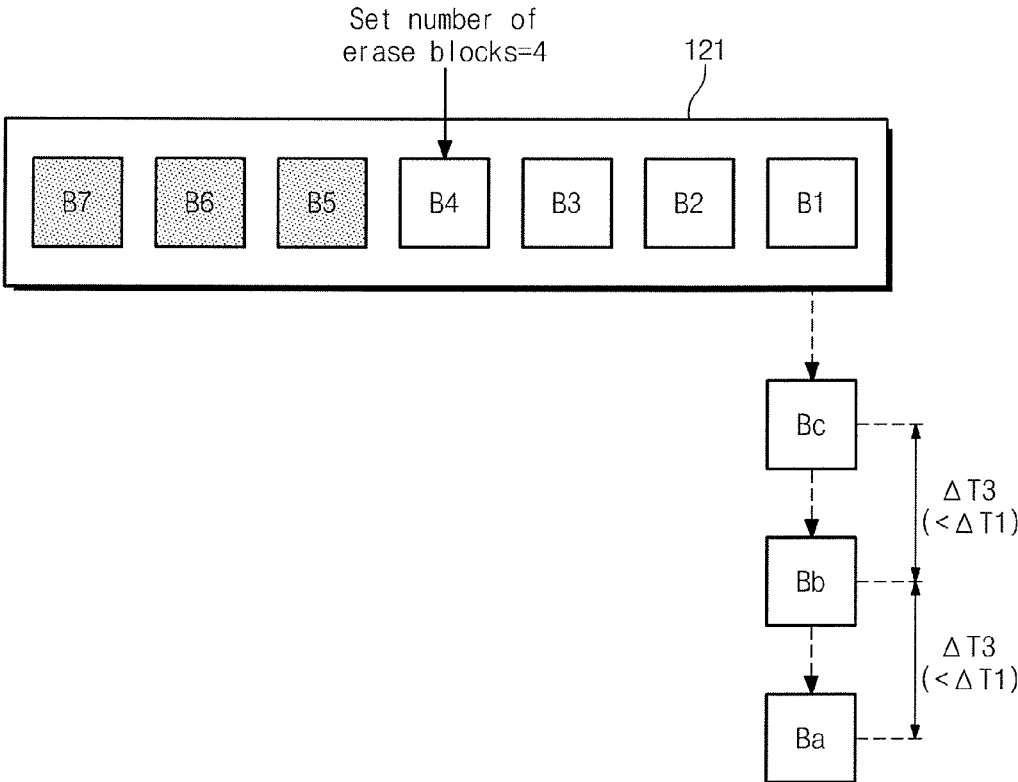 Set number of
erase blocks=4
121
B7 B6 B5 B4 B3 B2 B1
Bc
ΔT3
(<ΔT1)
Bb
ΔT3
(<ΔT1)
Ba